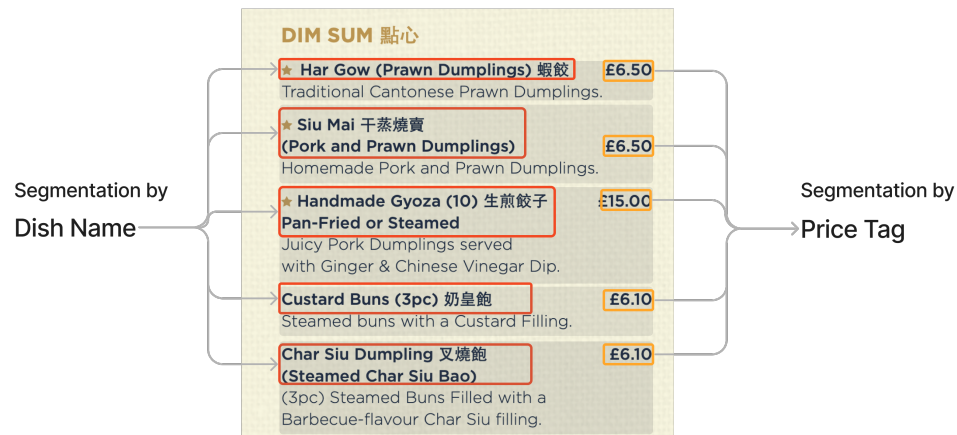 DIM SUM 點心
Har Gow (Prawn Dumplings) 蝦餃 £6.50
Traditional Cantonese Prawn Dumplings.
Siu Mai 干蒸燒賣
(Pork and Prawn Dumplings) £6.50
Homemade Pork and Prawn Dumplings.
Segmentation by
Dish Name
Handmade Gyoza (10) 生煎餃子 £15.00
Pan-Fried or Steamed
Juicy Pork Dumplings served
with Ginger & Chinese Vinegar Dip.
Segmentation by
Price Tag
Custard Buns (3pc) 奶皇飽 £6.10
Steamed buns with a Custard Filling.
Char Siu Dumpling 叉燒飽 £6.10
(Steamed Char Siu Bao)
(3pc) Steamed Buns Filled with a
Barbecue-flavour Char Siu filling.